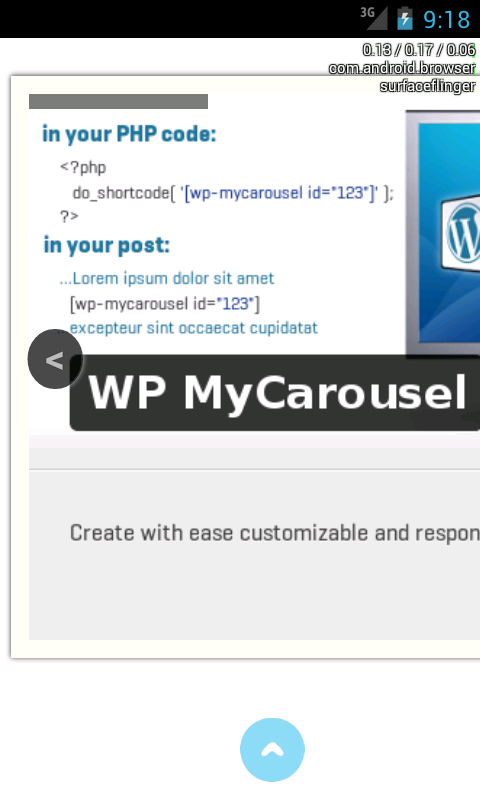 3G 9:18
0.13 / 0.17 / 0.06
com.android.browser
surfaceflinger
in your PHP code:
<?php
do_shortcode( '[wp-mycarousel id="123"]' );
?>
in your post:
...Lorem ipsum dolor sit amet
[wp-mycarousel id="123"]
excepteur sint occaecat cupidatat
<
WP MyCarousel
Create with ease customizable and respon